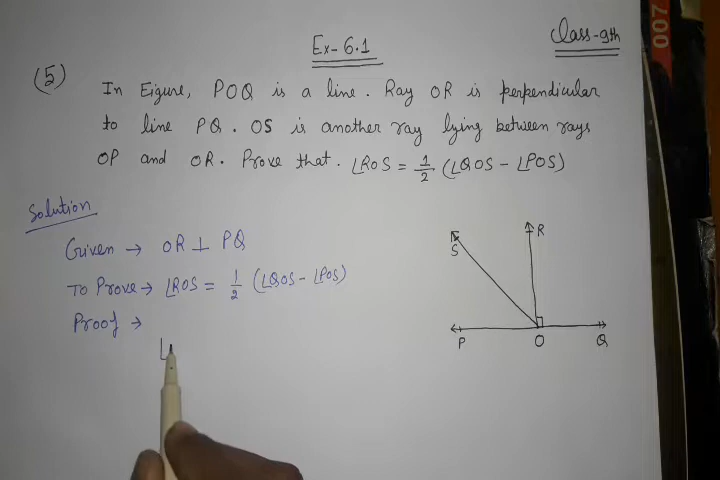 Ex-6.1
Class-9th
007
(5)
In Eigure, POQ is a line. Ray OR is perpendicular
to line PQ. OS is another ray lying between rays
OP and OR. Prove that. ∠ROS = 1/2 (∠QOS - ∠POS)
Solution
Given → OR ⊥ PQ
To Prove → ∠ROS = 1/2 (∠QOS - ∠POS)
Proof →
∠
S
R
P
O
Q